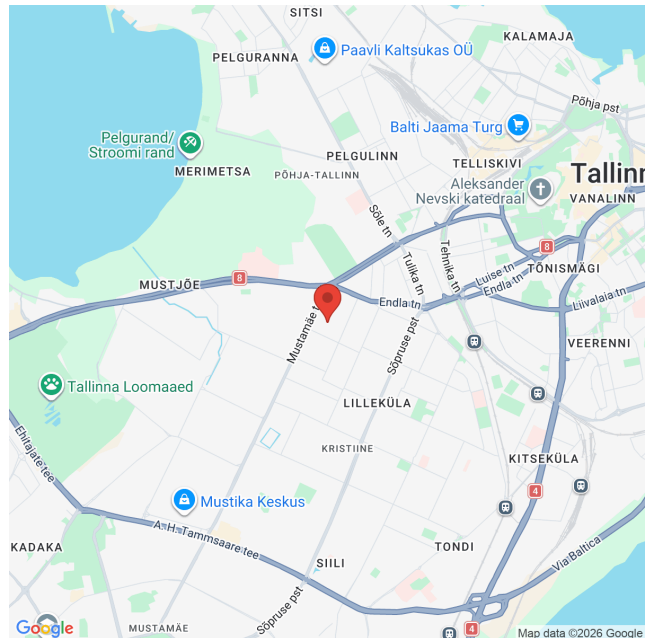 SITSI
KALAMAJA
Paavli Kaltsukas OÜ
PELGURANNA
Põhja pst
Balti Jaama Turg
Pelgurand/
Stroomi rand
PELGULINN
TELLISKIVI
MERIMETSA
PÕHJA-TALLINN
Tallinn
Aleksander
Nevski katedraal
VANALINN
Sõle tn
Tulika tn
Tehnika tn
8
TÕNISMÄGI
Luise tn
Endla tn
MUSTJÕE
8
Endla tn
Liivalaia tn
Mustamäe t
Sõpruse pst
VEERENNI
Tallinna Loomaaed
LILLEKÜLA
Ehitajate tee
KRISTIINE
KITSEKÜLA
4
Mustika Keskus
A. H. Tammsaare tee
KADAKA
TONDI
SIILI
Via Baltica
Sõpruse pst
MUSTAMÄE
4
Google
Map data ©2026 Google